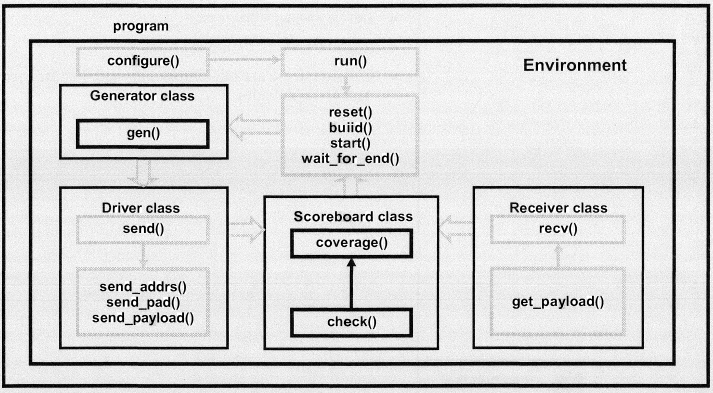 program
configure()
run()
Environment
Generator class
gen()
reset()
buiid()
start()
wait_for_end()
Driver class
send()
send_addrs()
send_pad()
send_payload()
Scoreboard class
coverage()
check()
Receiver class
recv()
get_payload()